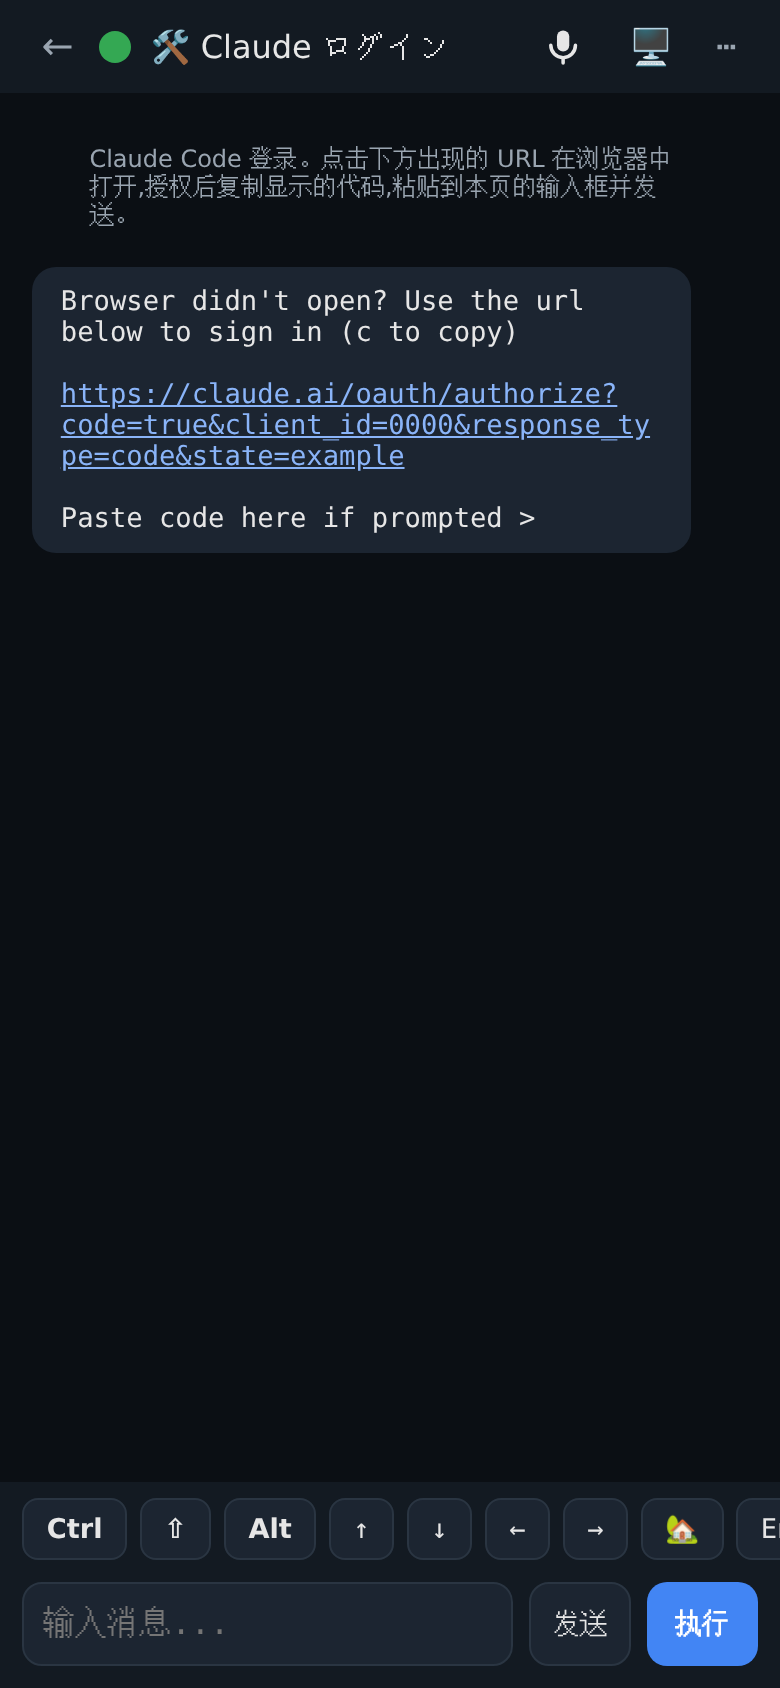 Claude ログイン
Claude Code 登录。点击下方出现的 URL 在浏览器中
打开,授权后复制显示的代码,粘贴到本页的输入框并发
送。
Browser didn't open? Use the url
below to sign in (c to copy)
https://claude.ai/oauth/authorize?
code=true&client_id=0000&response_ty
pe=code&state=example
Paste code here if prompted >
Ctrl ⇧ Alt ↑ ↓ ← →
输入消息... 发送 执行